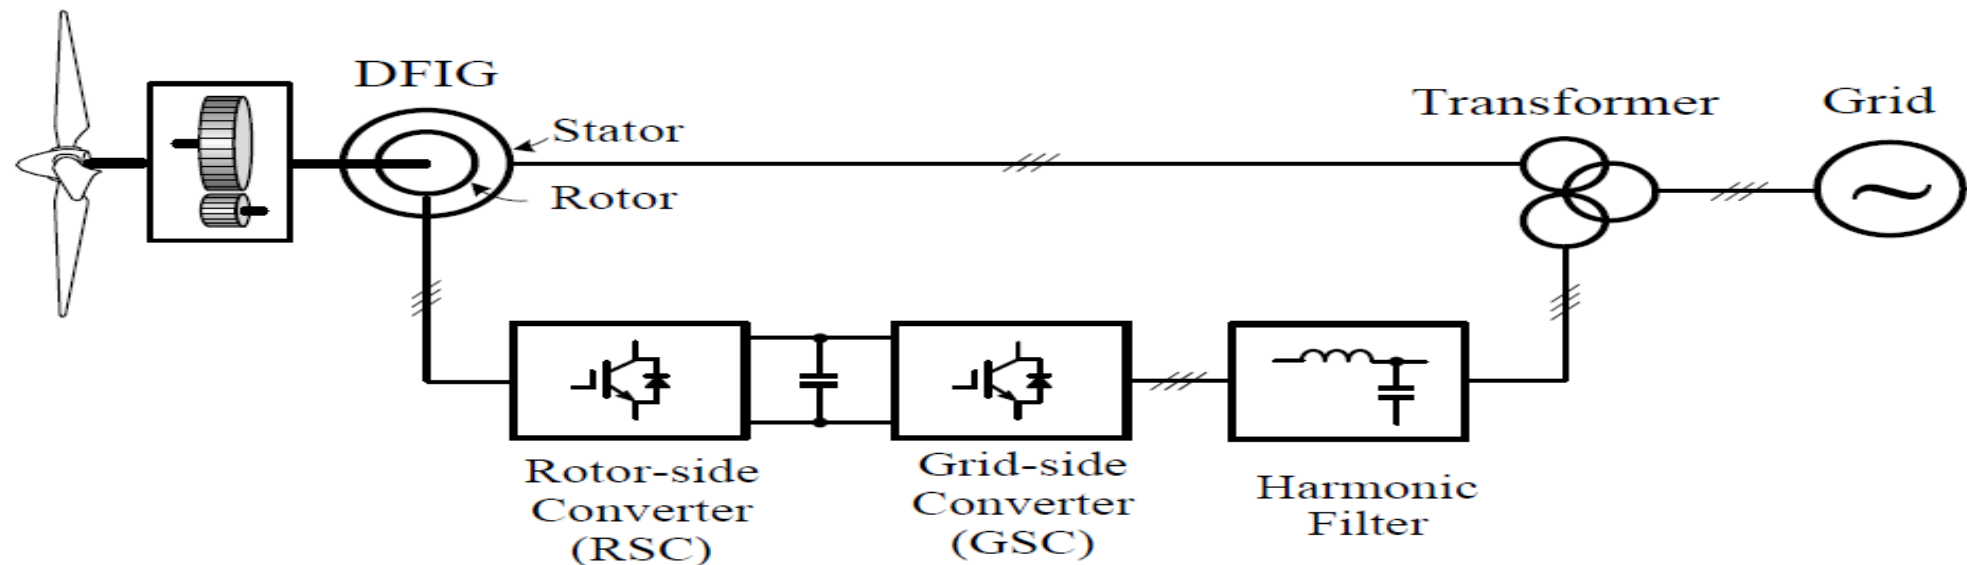 DFIG
Stator
Rotor
Transformer
Grid
Rotor-side
Converter
(RSC)
Grid-side
Converter
(GSC)
Harmonic
Filter